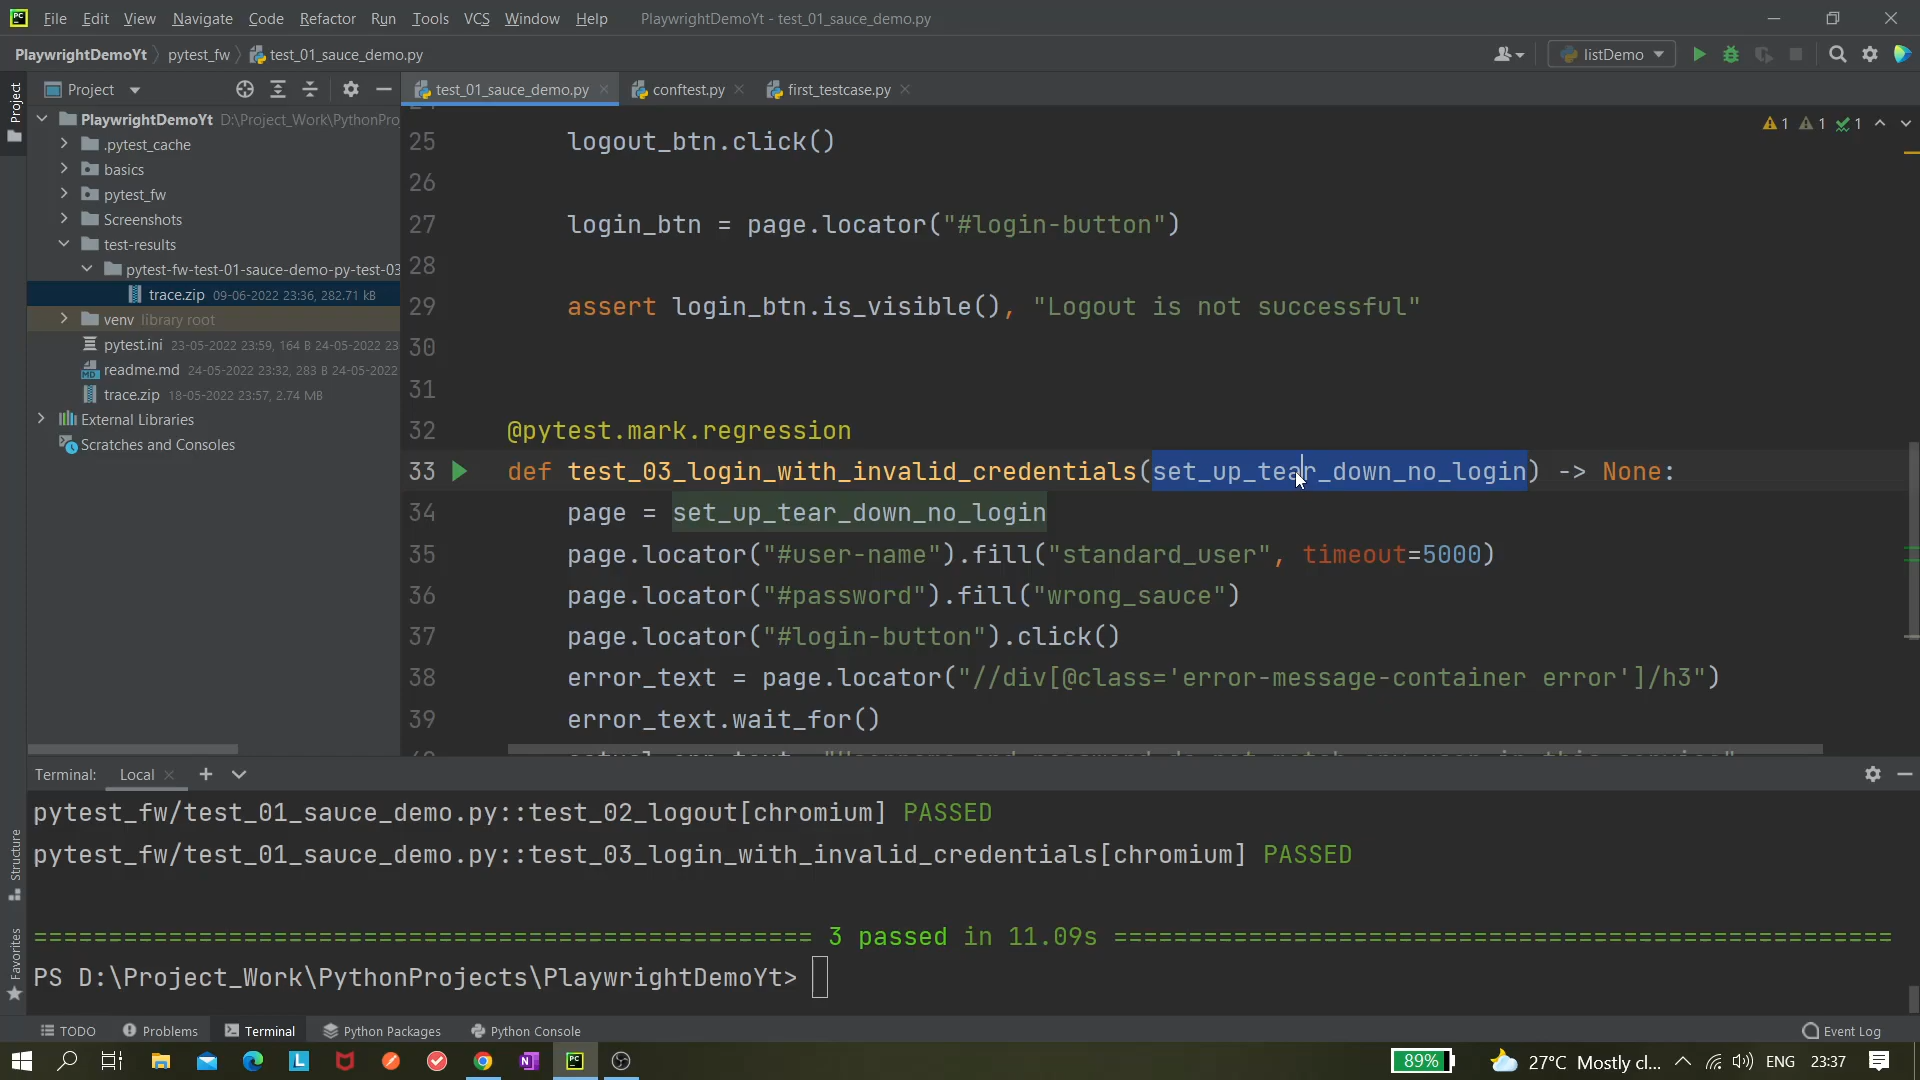 PC File Edit View Navigate Code Refactor Run Tools VCS Window Help PlaywrightDemoYt - test_01_sauce_demo.py
PlaywrightDemoYt pytest_fw test_01_sauce_demo.py listDemo
Project
test_01_sauce_demo.py conftest.py first_testcase.py
Project
PlaywrightDemoYt D:\Project_Work\PythonPro
.pytest_cache
basics
pytest_fw
Screenshots
test-results
pytest-fw-test-01-sauce-demo-py-test-03
trace.zip 09-06-2022 23:36, 282.71 kB
venv library root
pytest.ini 23-05-2022 23:59, 164 B 24-05-2022 23
readme.md 24-05-2022 23:32, 283 B 24-05-2022
trace.zip 18-05-2022 23:57, 2.74 MB
External Libraries
Scratches and Consoles
1 1 1
25 logout_btn.click()
26
27 login_btn = page.locator("#login-button")
28
29 assert login_btn.is_visible(), "Logout is not successful"
30
31
32 @pytest.mark.regression
33 def test_03_login_with_invalid_credentials(set_up_tear_down_no_login) -> None:
34 page = set_up_tear_down_no_login
35 page.locator("#user-name").fill("standard_user", timeout=5000)
36 page.locator("#password").fill("wrong_sauce")
37 page.locator("#login-button").click()
38 error_text = page.locator("//div[@class='error-message-container error']/h3")
39 error_text.wait_for()
Terminal: Local
pytest_fw/test_01_sauce_demo.py::test_02_logout[chromium] PASSED
pytest_fw/test_01_sauce_demo.py::test_03_login_with_invalid_credentials[chromium] PASSED
==================================================== 3 passed in 11.09s ====================================================
PS D:\Project_Work\PythonProjects\PlaywrightDemoYt>
Structure
Favorites
TODO Problems Terminal Python Packages Python Console Event Log
89% 27°C Mostly cl... ENG 23:37